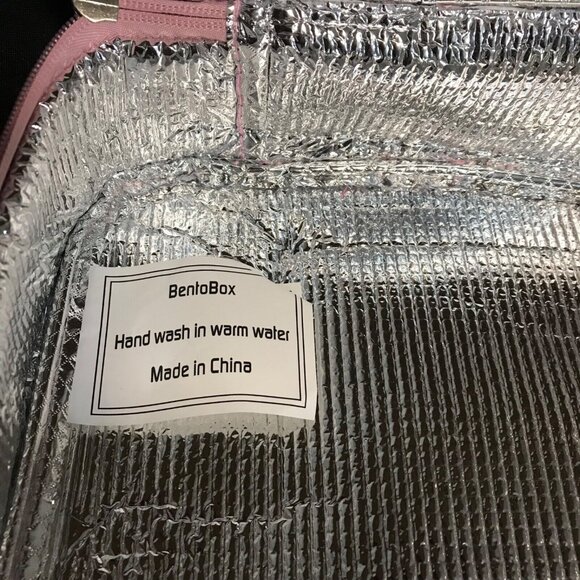 BentoBox
Hand wash in warm water
Made in China